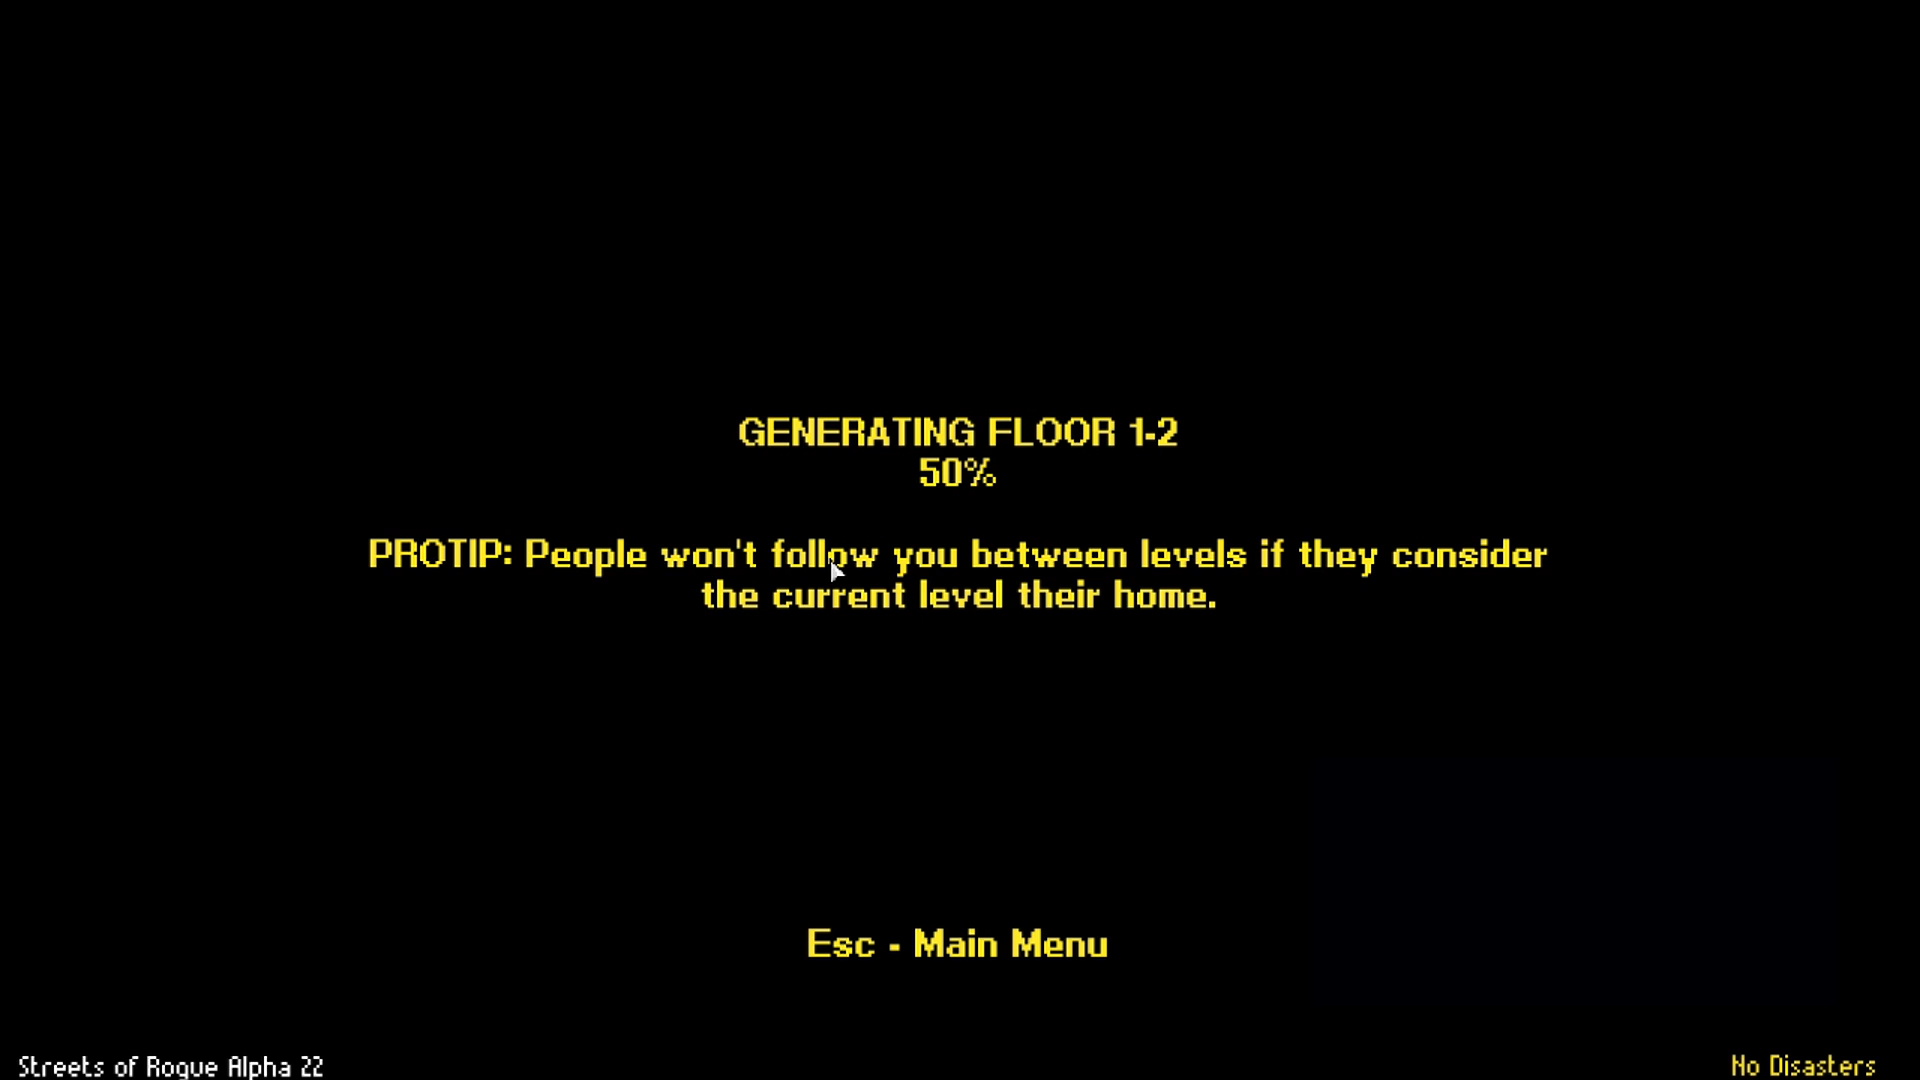 GENERATING FLOOR 1-2
50%
PROTIP: People won't follow you between levels if they consider
the current level their home.
Esc - Main Menu
Streets of Rogue Alpha 22
No Disasters